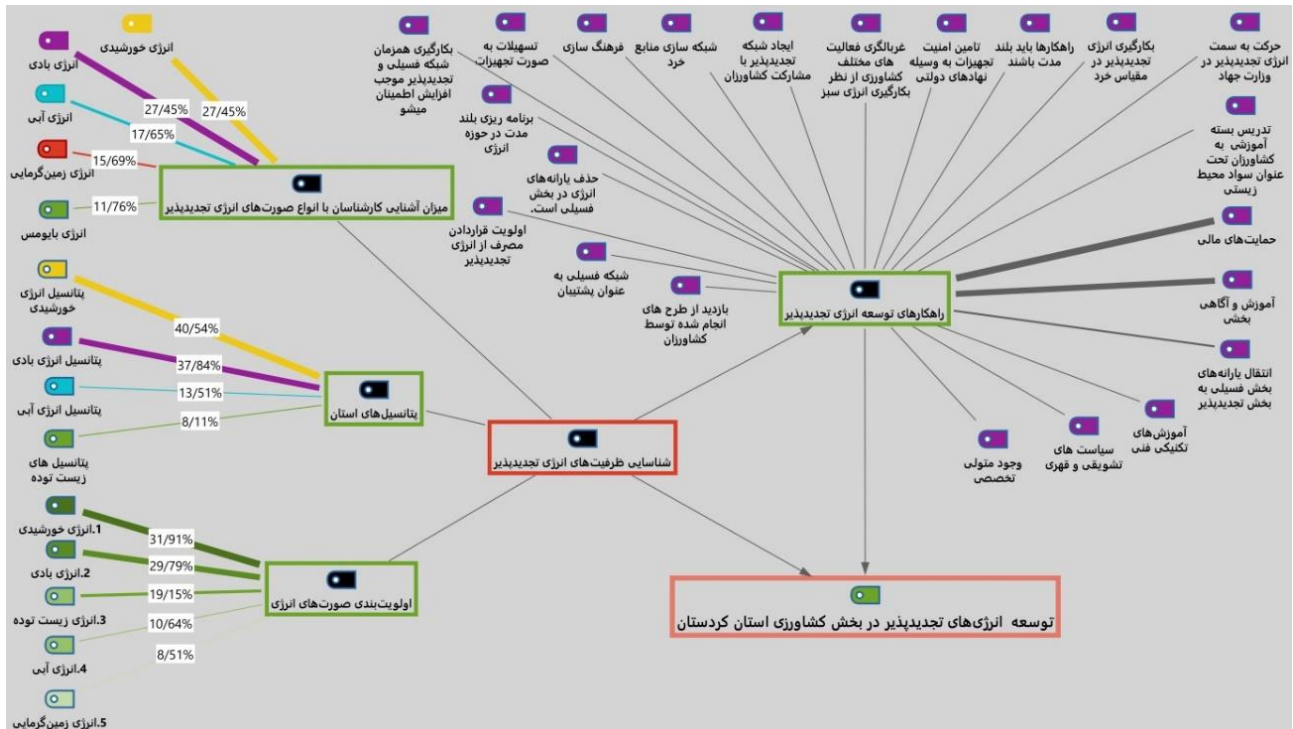 انرژی خورشیدی
انرژی بادی
انرژی آبی
انرژی زمین‌گرمایی
انرژی بایومس
27/45%
27/45%
17/65%
15/69%
11/76%
میزان آشنایی کارشناسان با انواع صورت‌های انرژی تجدیدپذیر
پتانسیل انرژی
خورشیدی
پتانسیل انرژی بادی
پتانسیل انرژی آبی
پتانسیل های
زیست توده
40/54%
37/84%
13/51%
8/11%
پتانسیل‌های استان
1.انرژی خورشیدی
2.انرژی بادی
3.انرژی زیست توده
4.انرژی آبی
5.انرژی زمین‌گرمایی
31/91%
29/79%
19/15%
10/64%
8/51%
اولویت‌بندی صورت‌های انرژی
شناسایی ظرفیت‌های انرژی تجدیدپذیر
حرکت به سمت
انرژی تجدیدپذیر در
وزارت جهاد
بکارگیری انرژی
تجدیدپذیر در
مقیاس خرد
راهکارها باید بلند
مدت باشند
تامین امنیت
تجهیزات به وسیله
نهادهای دولتی
غربالگری فعالیت
های مختلف
کشاورزی از نظر
بکارگیری انرژی سبز
ایجاد شبکه
تجدیدپذیر با
مشارکت کشاورزان
شبکه سازی منابع
خرد
فرهنگ سازی
تسهیلات به
صورت تجهیزات
بکارگیری همزمان
شبکه فسیلی و
تجدیدپذیر موجب
افزایش اطمینان
میشو
برنامه ریزی بلند
مدت در حوزه
انرژی
حذف یارانه‌های
انرژی در بخش
فسیلی است.
اولویت قراردادن
مصرف از انرژی
تجدیدپذیر
شبکه فسیلی به
عنوان پشتیبان
بازدید از طرح های
انجام شده توسط
کشاورزان
تدریس بسته
آموزشی به
کشاورزان تحت
عنوان سواد محیط
زیستی
حمایت‌های مالی
آموزش و آگاهی
بخشی
انتقال یارانه‌های
بخش فسیلی به
بخش تجدیدپذیر
آموزش‌های
تکنیکی فنی
سیاست های
تشویقی و قهری
وجود متولی
تخصصی
راهکارهای توسعه انرژی تجدیدپذیر
توسعه انرژی‌های تجدیدپذیر در بخش کشاورزی استان کردستان